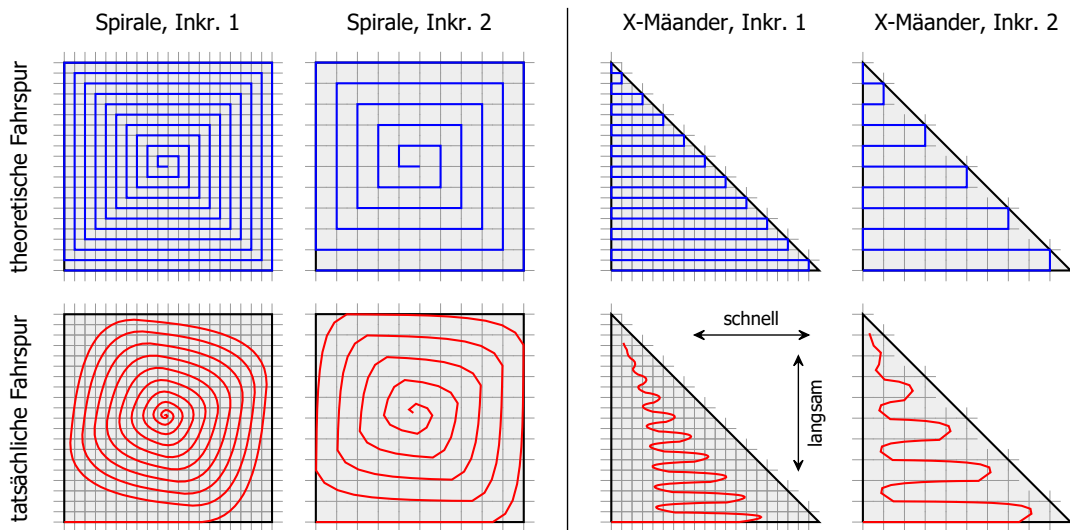 Spirale, Inkr. 1
Spirale, Inkr. 2
X-Mäander, Inkr. 1
X-Mäander, Inkr. 2
theoretische Fahrspur
tatsächliche Fahrspur
schnell
langsam